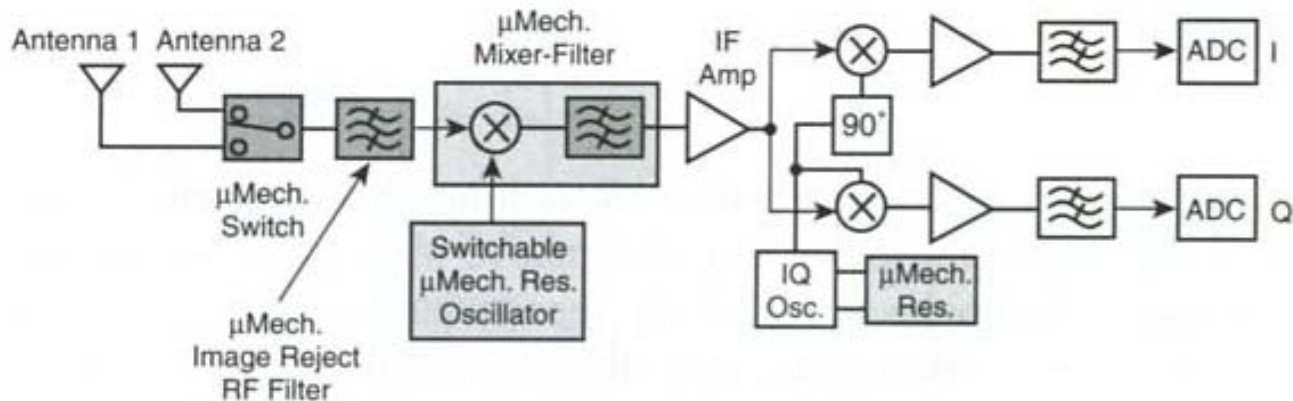 Antenna 1
Antenna 2
μMech.
Switch
μMech.
Image Reject
RF Filter
μMech.
Mixer-Filter
Switchable
μMech. Res.
Oscillator
IF
Amp
90°
IQ
Osc.
μMech.
Res.
ADC
I
ADC
Q